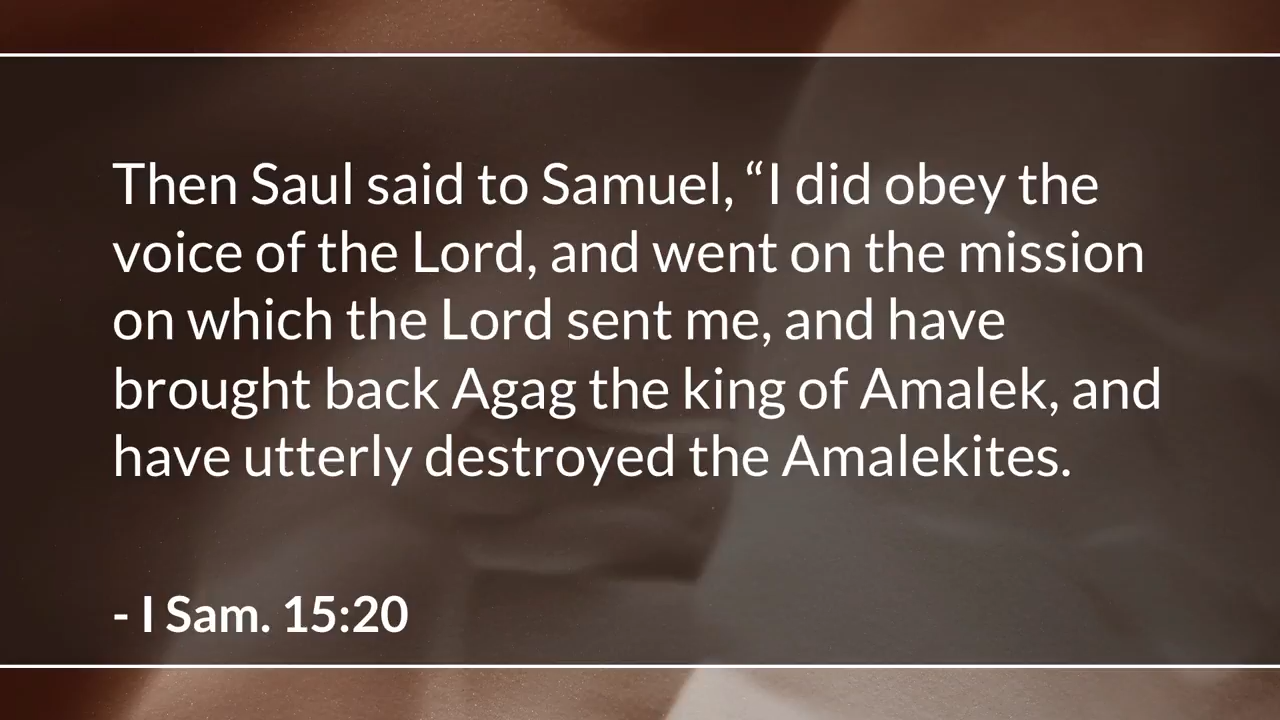 Then Saul said to Samuel, “I did obey the
voice of the Lord, and went on the mission
on which the Lord sent me, and have
brought back Agag the king of Amalek, and
have utterly destroyed the Amalekites.
- I Sam. 15:20